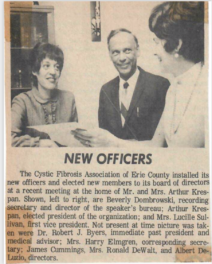 NEW OFFICERS
The Cystic Fibrosis Association of Erie County installed its
new officers and elected new members to its board of directors
at a recent meeting at the home of Mr. and Mrs. Arthur Kres-
pan. Shown, left to right, are Beverly Dombrowski, recording
secretary and director of the speaker's bureau; Arthur Kres-
pan, elected president of the organization; and Mrs. Lucille Sul-
livan, first vice president. Not present at time picture was tak-
en were Dr. Robert J. Byers, immediate past president and
medical advisor; Mrs. Harry Elmgren, corresponding secre-
tary; James Cummings, Mrs. Ronald DeWalt, and Albert De-
Lucio, directors.